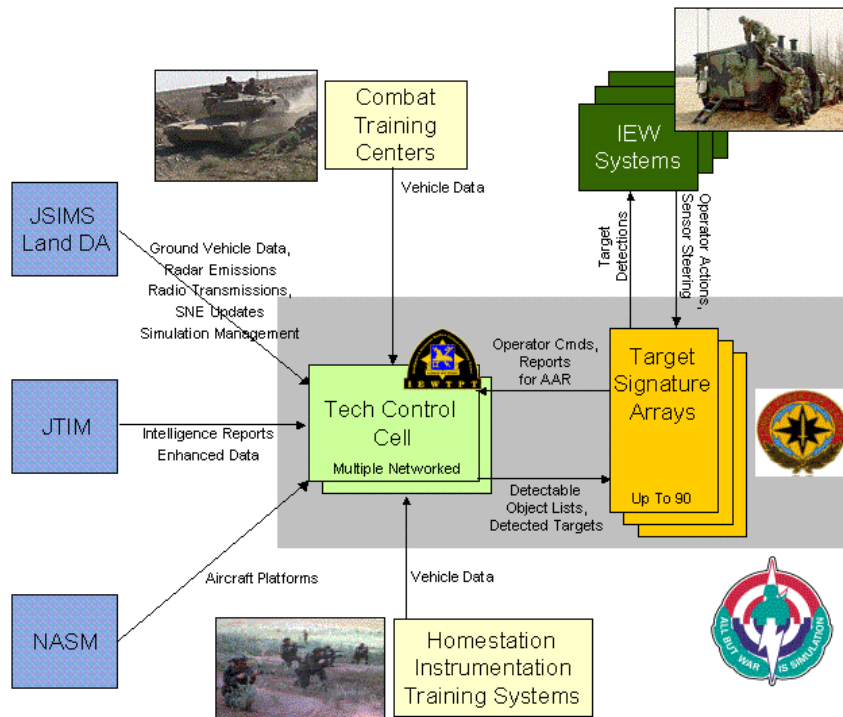 Combat
Training
Centers
IEW
Systems
Vehicle Data
JSIMS
Land DA
Ground Vehicle Data,
Radar Emissions
Radio Transmissions,
SNE Updates
Simulation Management
Target
Detections
Operator Actions,
Sensor Steering
Operator Cmds,
Reports
for AAR
Target
Signature
Arrays
Up To 90
IEWTPT
Tech Control
Cell
Multiple Networked
JTIM
Intelligence Reports
Enhanced Data
Detectable
Object Lists,
Detected Targets
Aircraft Platforms
Vehicle Data
NASM
Homestation
Instrumentation
Training Systems
ALL BUT WAR IS SIMULATION